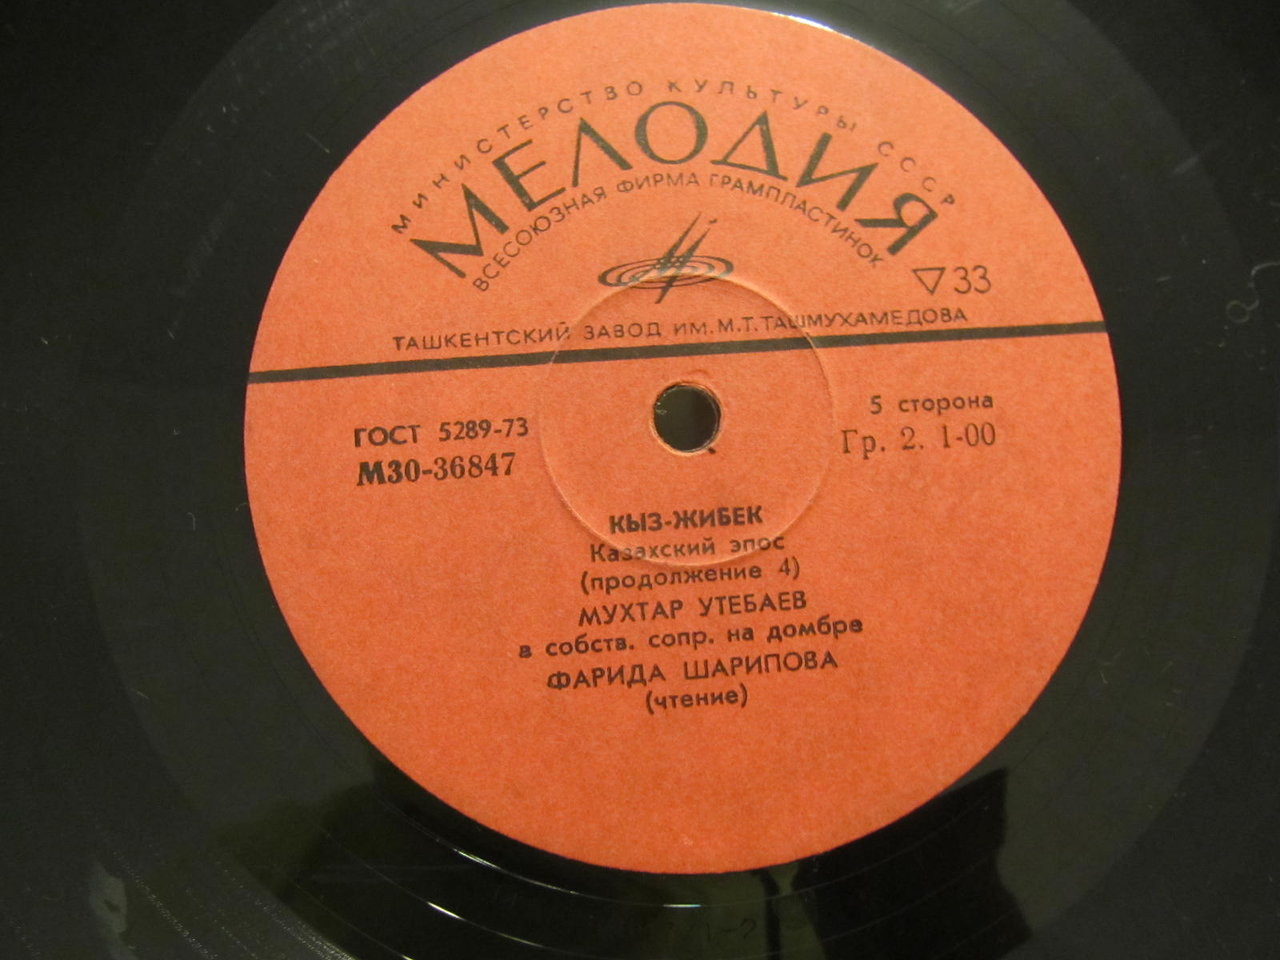 МИНИСТЕРСТВО КУЛЬТУРЫ СССР
МЕЛОДИЯ
ВСЕСОЮЗНАЯ ФИРМА ГРАМПЛАСТИНОК
▽33
ТАШКЕНТСКИЙ ЗАВОД ИМ. М.Т. ТАШМУХАМЕДОВА
ГОСТ 5289-73
М30-36847
5 сторона
Гр. 2. 1-00
КЫЗ-ЖИБЕК
Казахский эпос
(продолжение 4)
МУХТАР УТЕБАЕВ
в собств. сопр. на домбре
ФАРИДА ШАРИПОВА
(чтение)